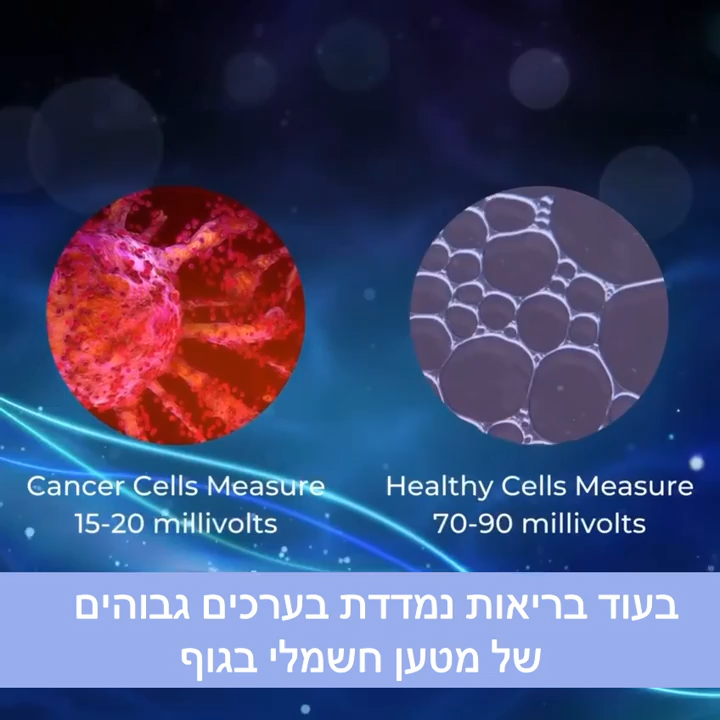 Cancer Cells Measure
15-20 millivolts
Healthy Cells Measure
70-90 millivolts
בעוד בריאות נמדדת בערכים גבוהים
של מטען חשמלי בגוף